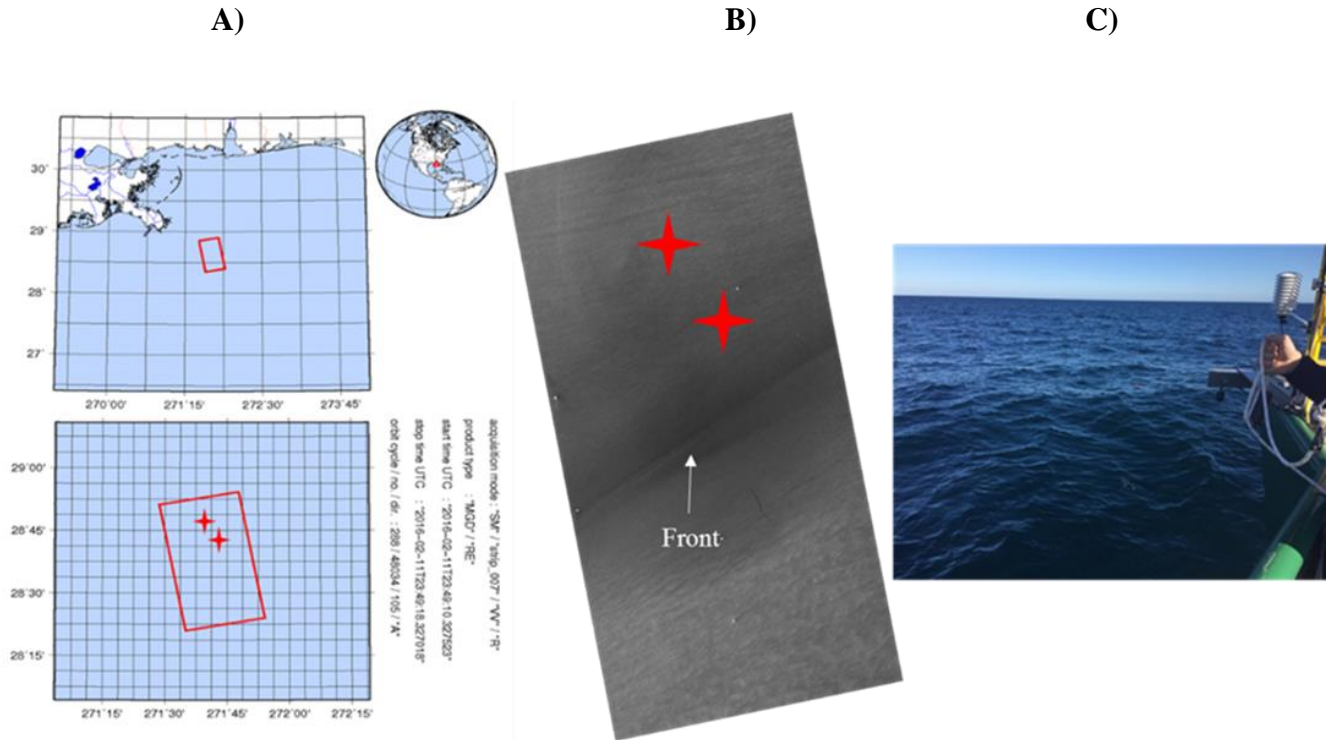 A)
B)
C)
30°
29°
28°
27°
270°00'
271°15'
272°30'
273°45'
29°00'
28°45'
28°30'
28°15'
271°15'
271°30'
271°45'
272°00'
272°15'
acquisition mode : "SM" / "strip_007" / "VV" / "R"
product type : "MGD" / "RE"
start time UTC : "2016-02-11T23:49:10.327523"
stop time UTC : "2016-02-11T23:49:18.327018"
orbit cycle / no. / dir. : 288 / 48034 / 105 / "A"
Front